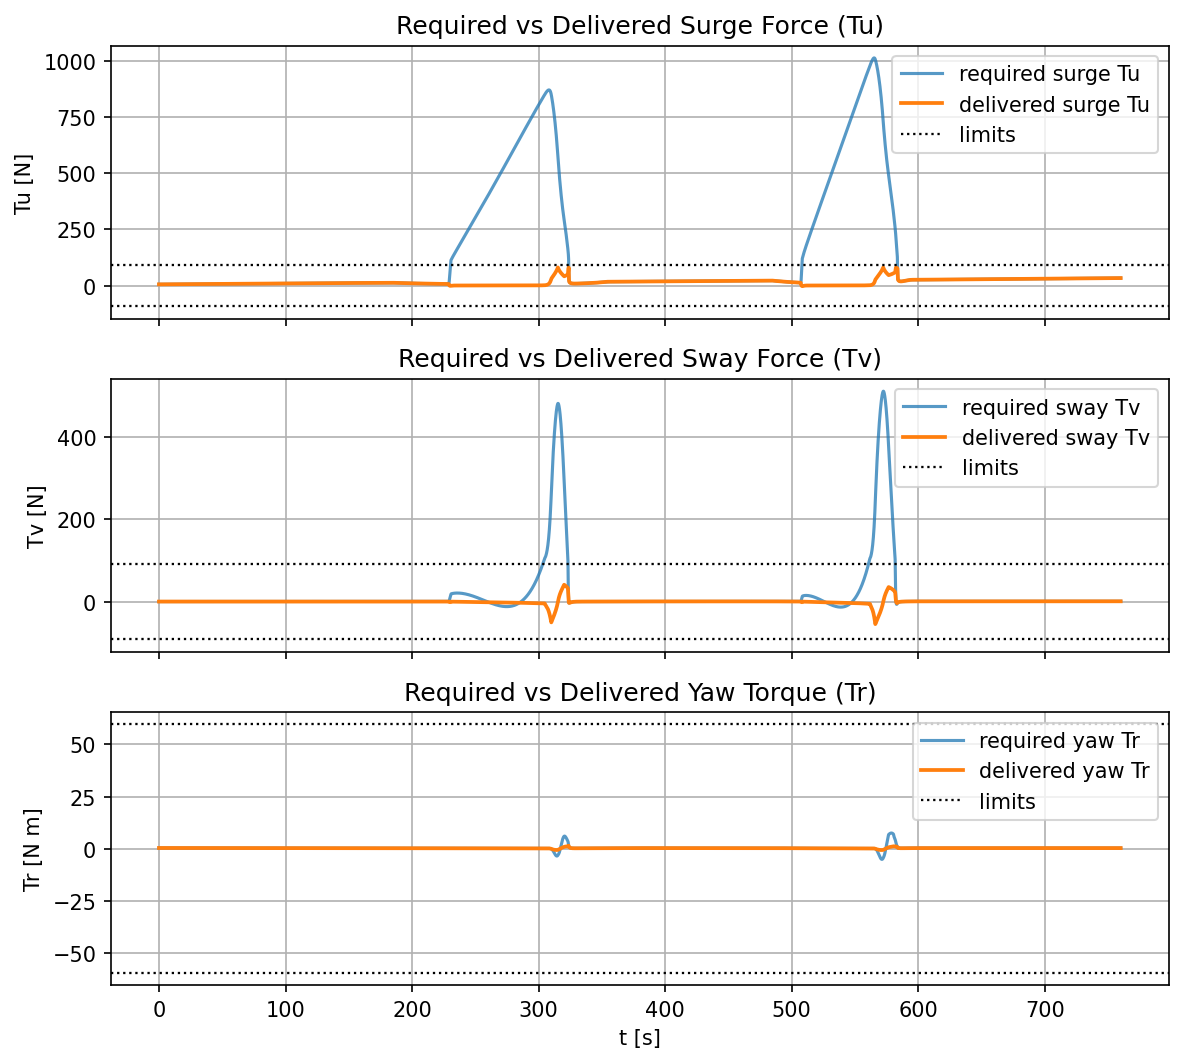 Required vs Delivered Surge Force (Tu)
1000
750
500
250
0
Tu [N]
required surge Tu
delivered surge Tu
limits
Required vs Delivered Sway Force (Tv)
400
200
0
Tv [N]
required sway Tv
delivered sway Tv
limits
Required vs Delivered Yaw Torque (Tr)
50
25
0
−25
−50
Tr [N m]
required yaw Tr
delivered yaw Tr
limits
0 100 200 300 400 500 600 700
t [s]